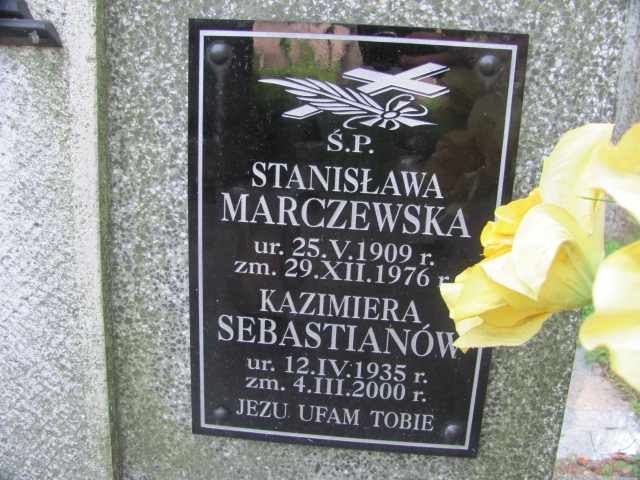 Ś.P.
STANISŁAWA
MARCZEWSKA
ur. 25.V.1909 r.
zm. 29.XII.1976 r.
KAZIMIERA
SEBASTIANÓW
ur. 12.IV.1935 r.
zm. 4.III.2000 r.
JEZU UFAM TOBIE